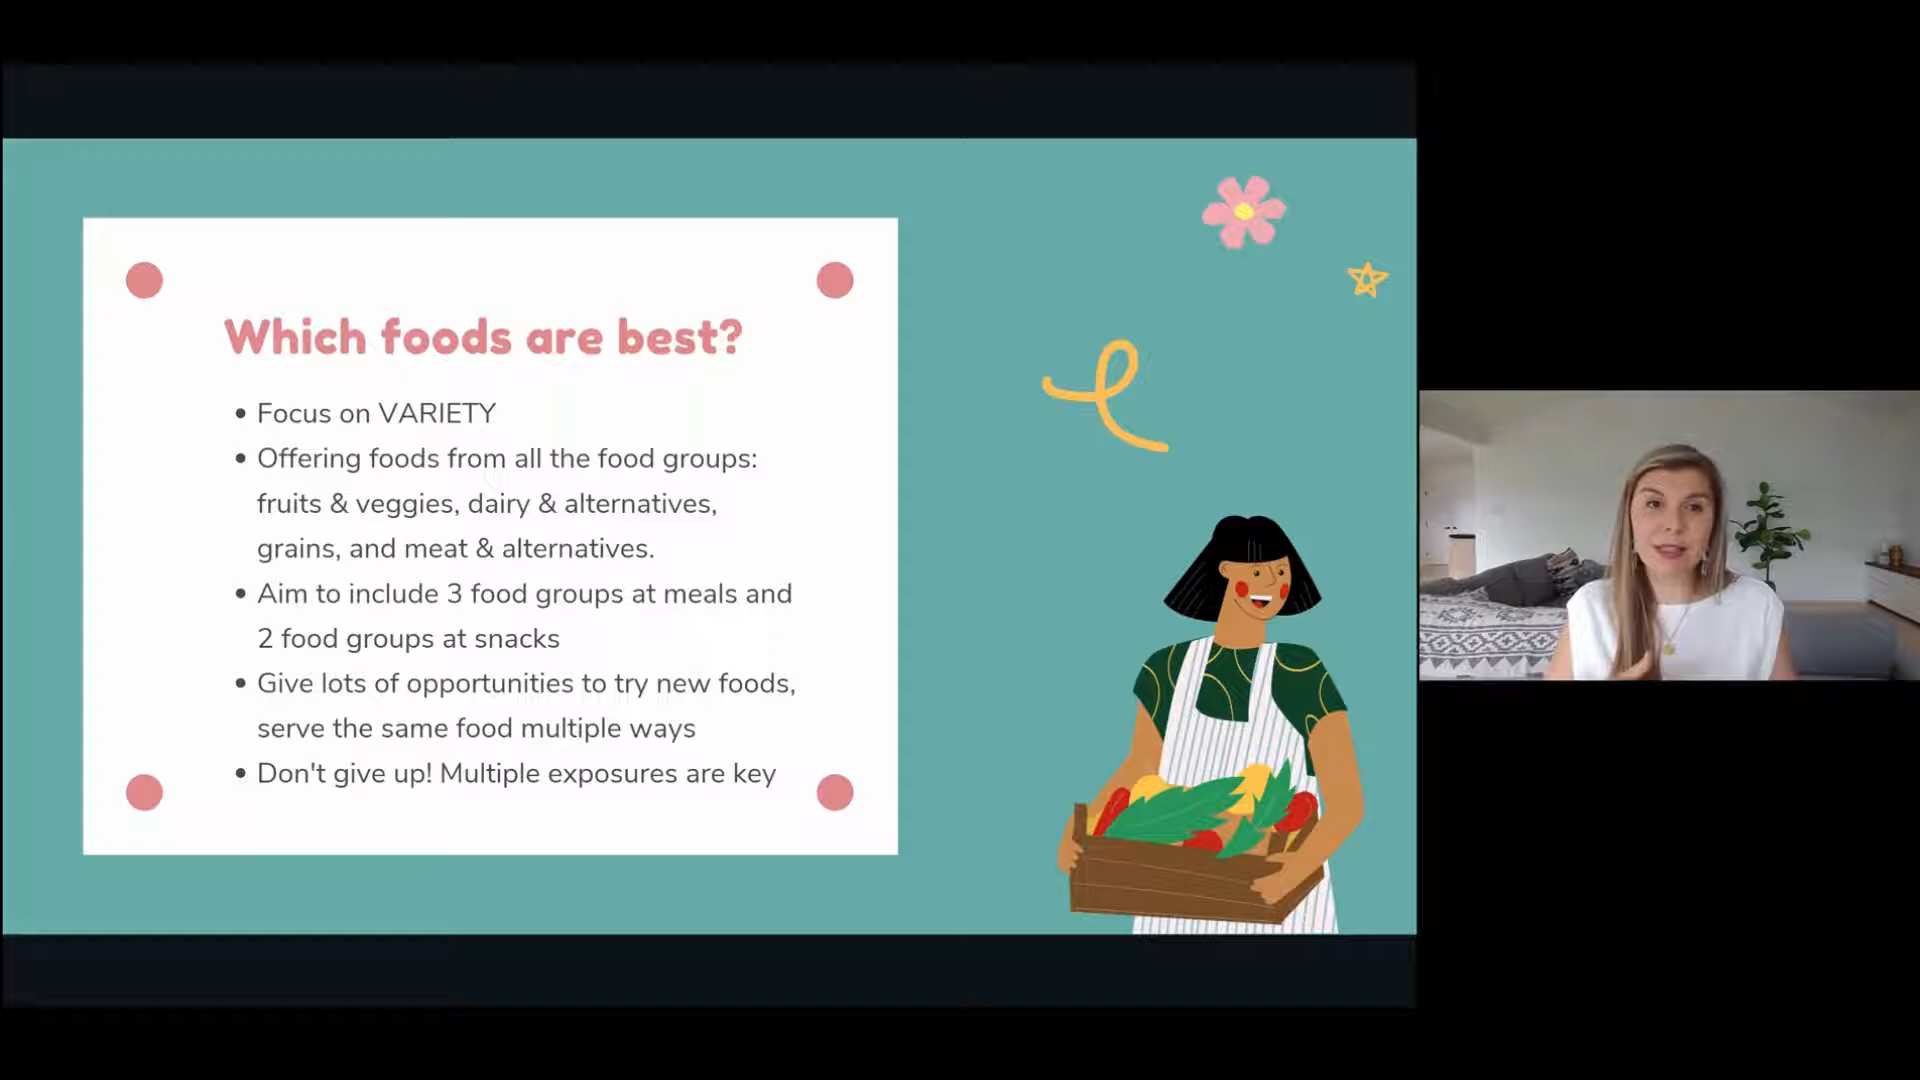 Which foods are best?
• Focus on VARIETY
• Offering foods from all the food groups:
fruits & veggies, dairy & alternatives,
grains, and meat & alternatives.
• Aim to include 3 food groups at meals and
2 food groups at snacks
• Give lots of opportunities to try new foods,
serve the same food multiple ways
• Don't give up! Multiple exposures are key